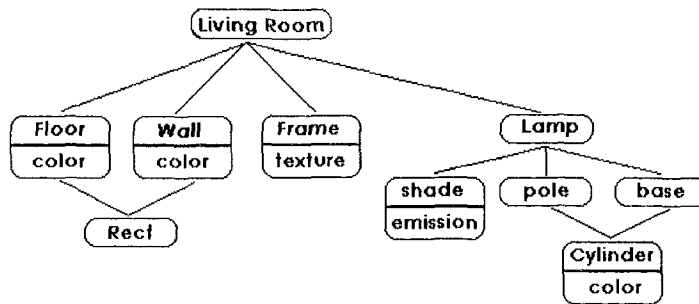 Living Room
Floor
color
Wall
color
Frame
texture
Lamp
Rect
shade
emission
pole
base
Cylinder
color